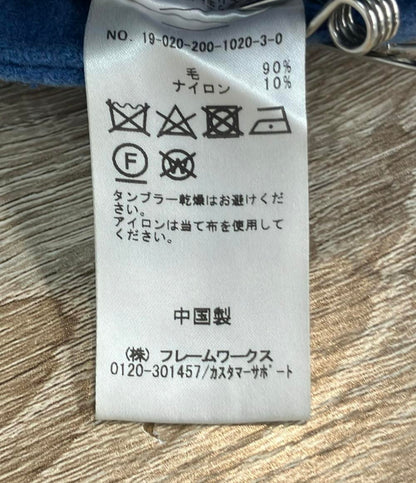 NO. 19-020-200-1020-3-0
毛 90%
ナイロン 10%
F
W
タンブラー乾燥はお避けくだ
さい。
アイロンは当て布を使用して
ください。
中国製
(株) フレームワークス
0120-301457/カスタマーサポート